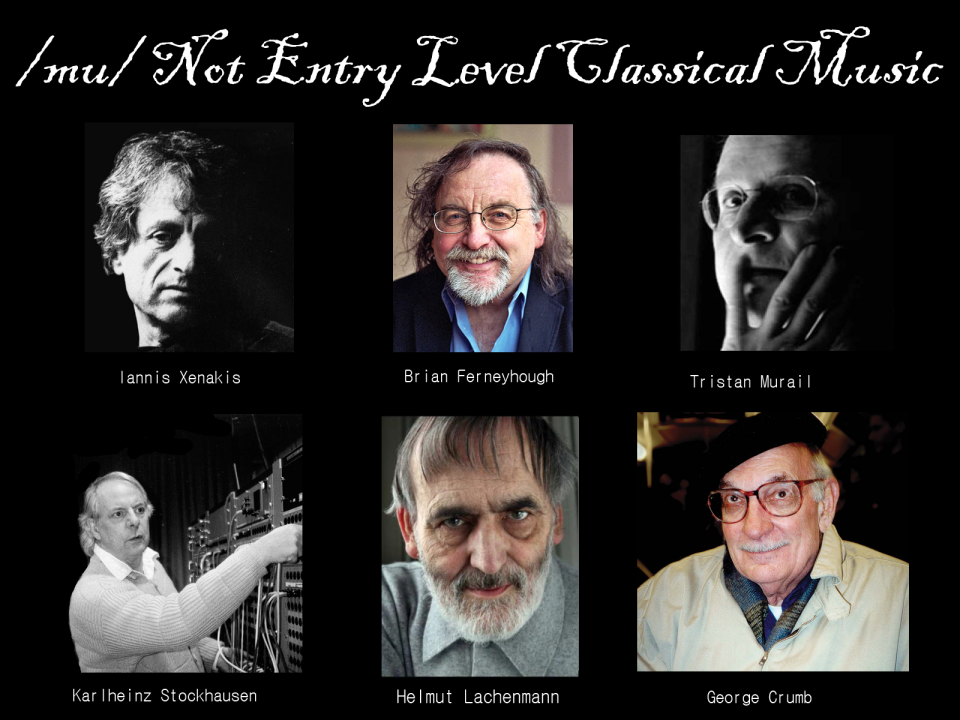 /mu/ Not Entry Level Classical Music
Iannis Xenakis
Brian Ferneyhough
Tristan Murail
Karlheinz Stockhausen
Helmut Lachenmann
George Crumb